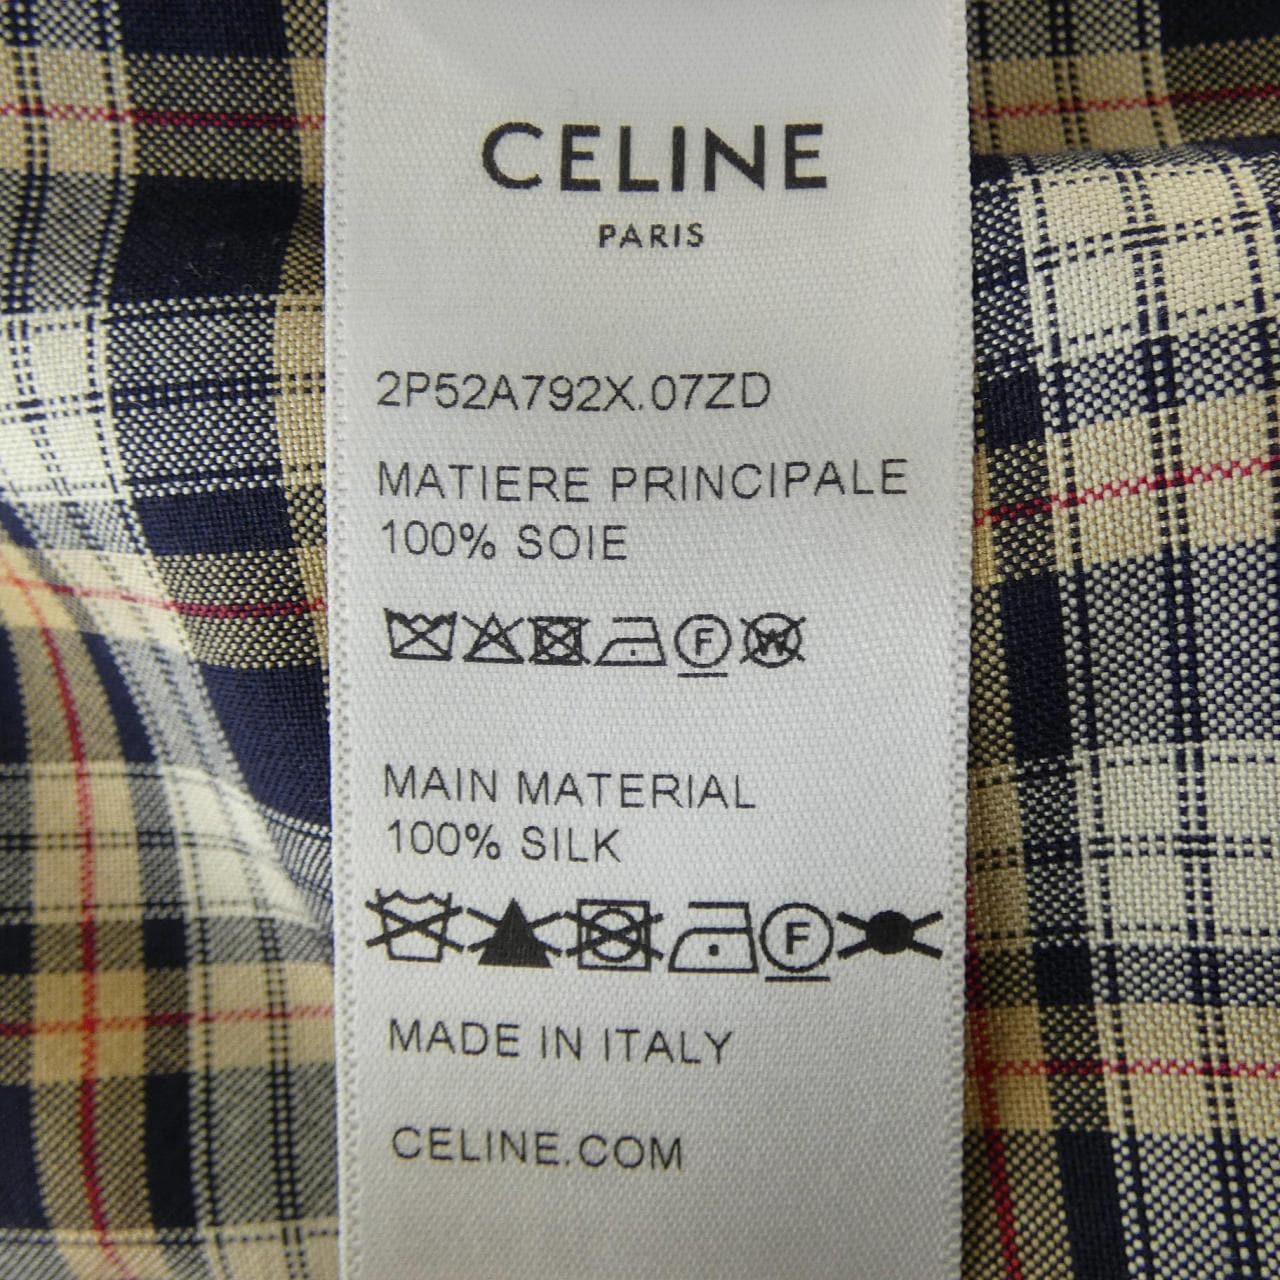 CELINE
PARIS
2P52A792X.07ZD
MATIERE PRINCIPALE
100% SOIE
F W
MAIN MATERIAL
100% SILK
F
MADE IN ITALY
CELINE.COM